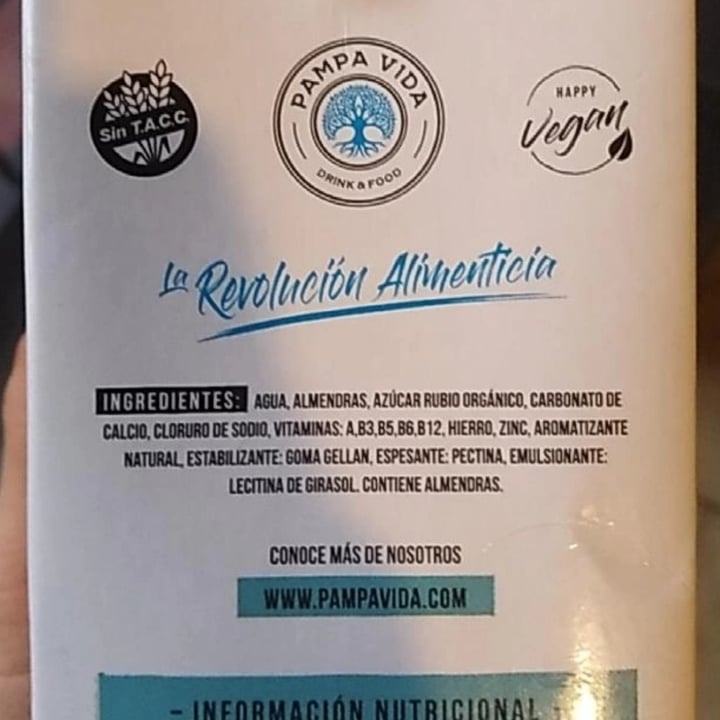 Sin T.A.C.C.
PAMPA VIDA
DRINK & FOOD
HAPPY
Vegan
La Revolución Alimenticia
INGREDIENTES: AGUA, ALMENDRAS, AZÚCAR RUBIO ORGÁNICO, CARBONATO DE
CALCIO, CLORURO DE SODIO, VITAMINAS: A,B3,B5,B6,B12, HIERRO, ZINC, AROMATIZANTE
NATURAL, ESTABILIZANTE: GOMA GELLAN, ESPESANTE: PECTINA, EMULSIONANTE:
LECITINA DE GIRASOL. CONTIENE ALMENDRAS.
CONOCE MÁS DE NOSOTROS
WWW.PAMPAVIDA.COM
- INFORMACIÓN NUTRICIONAL -